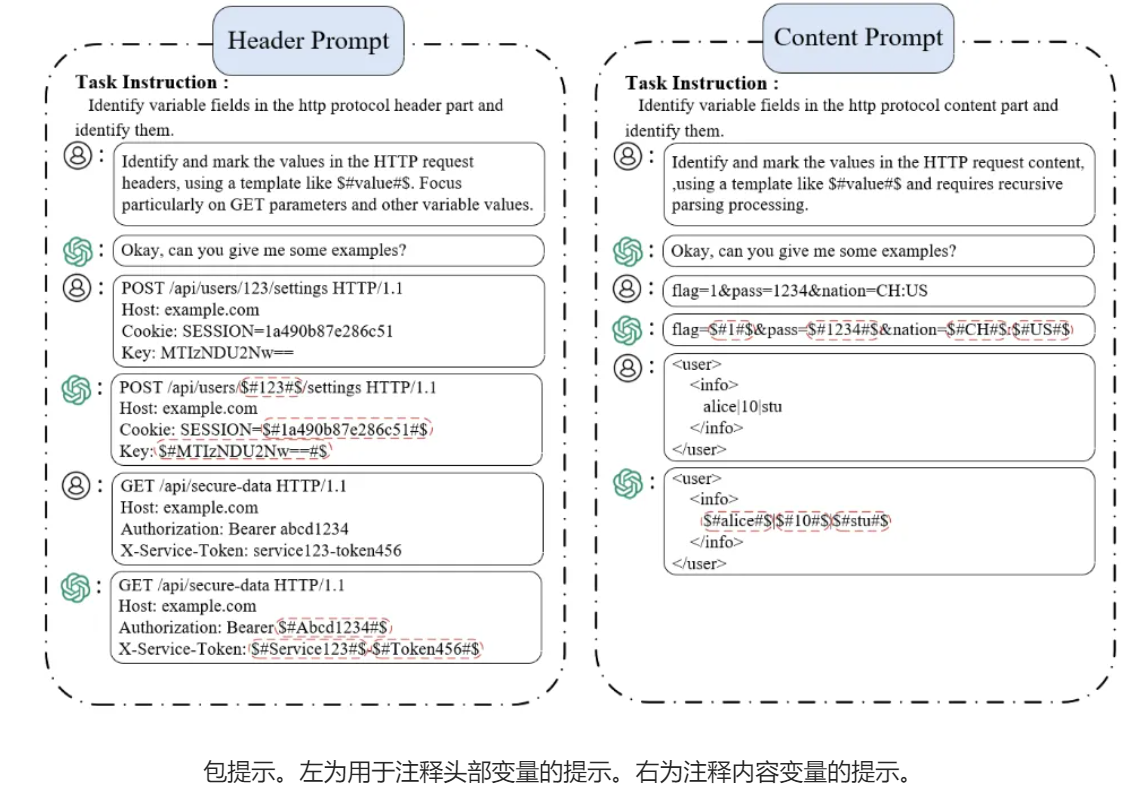 Header Prompt
Task Instruction :
Identify variable fields in the http protocol header part and
identify them.
:
Identify and mark the values in the HTTP request
headers, using a template like $#value#$. Focus
particularly on GET parameters and other variable values.
:
Okay, can you give me some examples?
:
POST /api/users/123/settings HTTP/1.1
Host: example.com
Cookie: SESSION=1a490b87e286c51
Key: MTIzNDU2Nw==
:
POST /api/users/$#123#$/settings HTTP/1.1
Host: example.com
Cookie: SESSION=$#1a490b87e286c51#$
Key: $#MTIzNDU2Nw==#$
:
GET /api/secure-data HTTP/1.1
Host: example.com
Authorization: Bearer abcd1234
X-Service-Token: service123-token456
:
GET /api/secure-data HTTP/1.1
Host: example.com
Authorization: Bearer $#Abcd1234#$
X-Service-Token: $#Service123#$-$#Token456#$
Content Prompt
Task Instruction :
Identify variable fields in the http protocol content part and
identify them.
:
Identify and mark the values in the HTTP request content,
,using a template like $#value#$ and requires recursive
parsing processing.
:
Okay, can you give me some examples?
:
flag=1&pass=1234&nation=CH:US
:
flag=$#1#$&pass=$#1234#$&nation=$#CH#$:$#US#$
:
<user>
<info>
alice|10|stu
</info>
</user>
:
<user>
<info>
$#alice#$|$#10#$|$#stu#$
</info>
</user>
包提示。左为用于注释头部变量的提示。右为注释内容变量的提示。